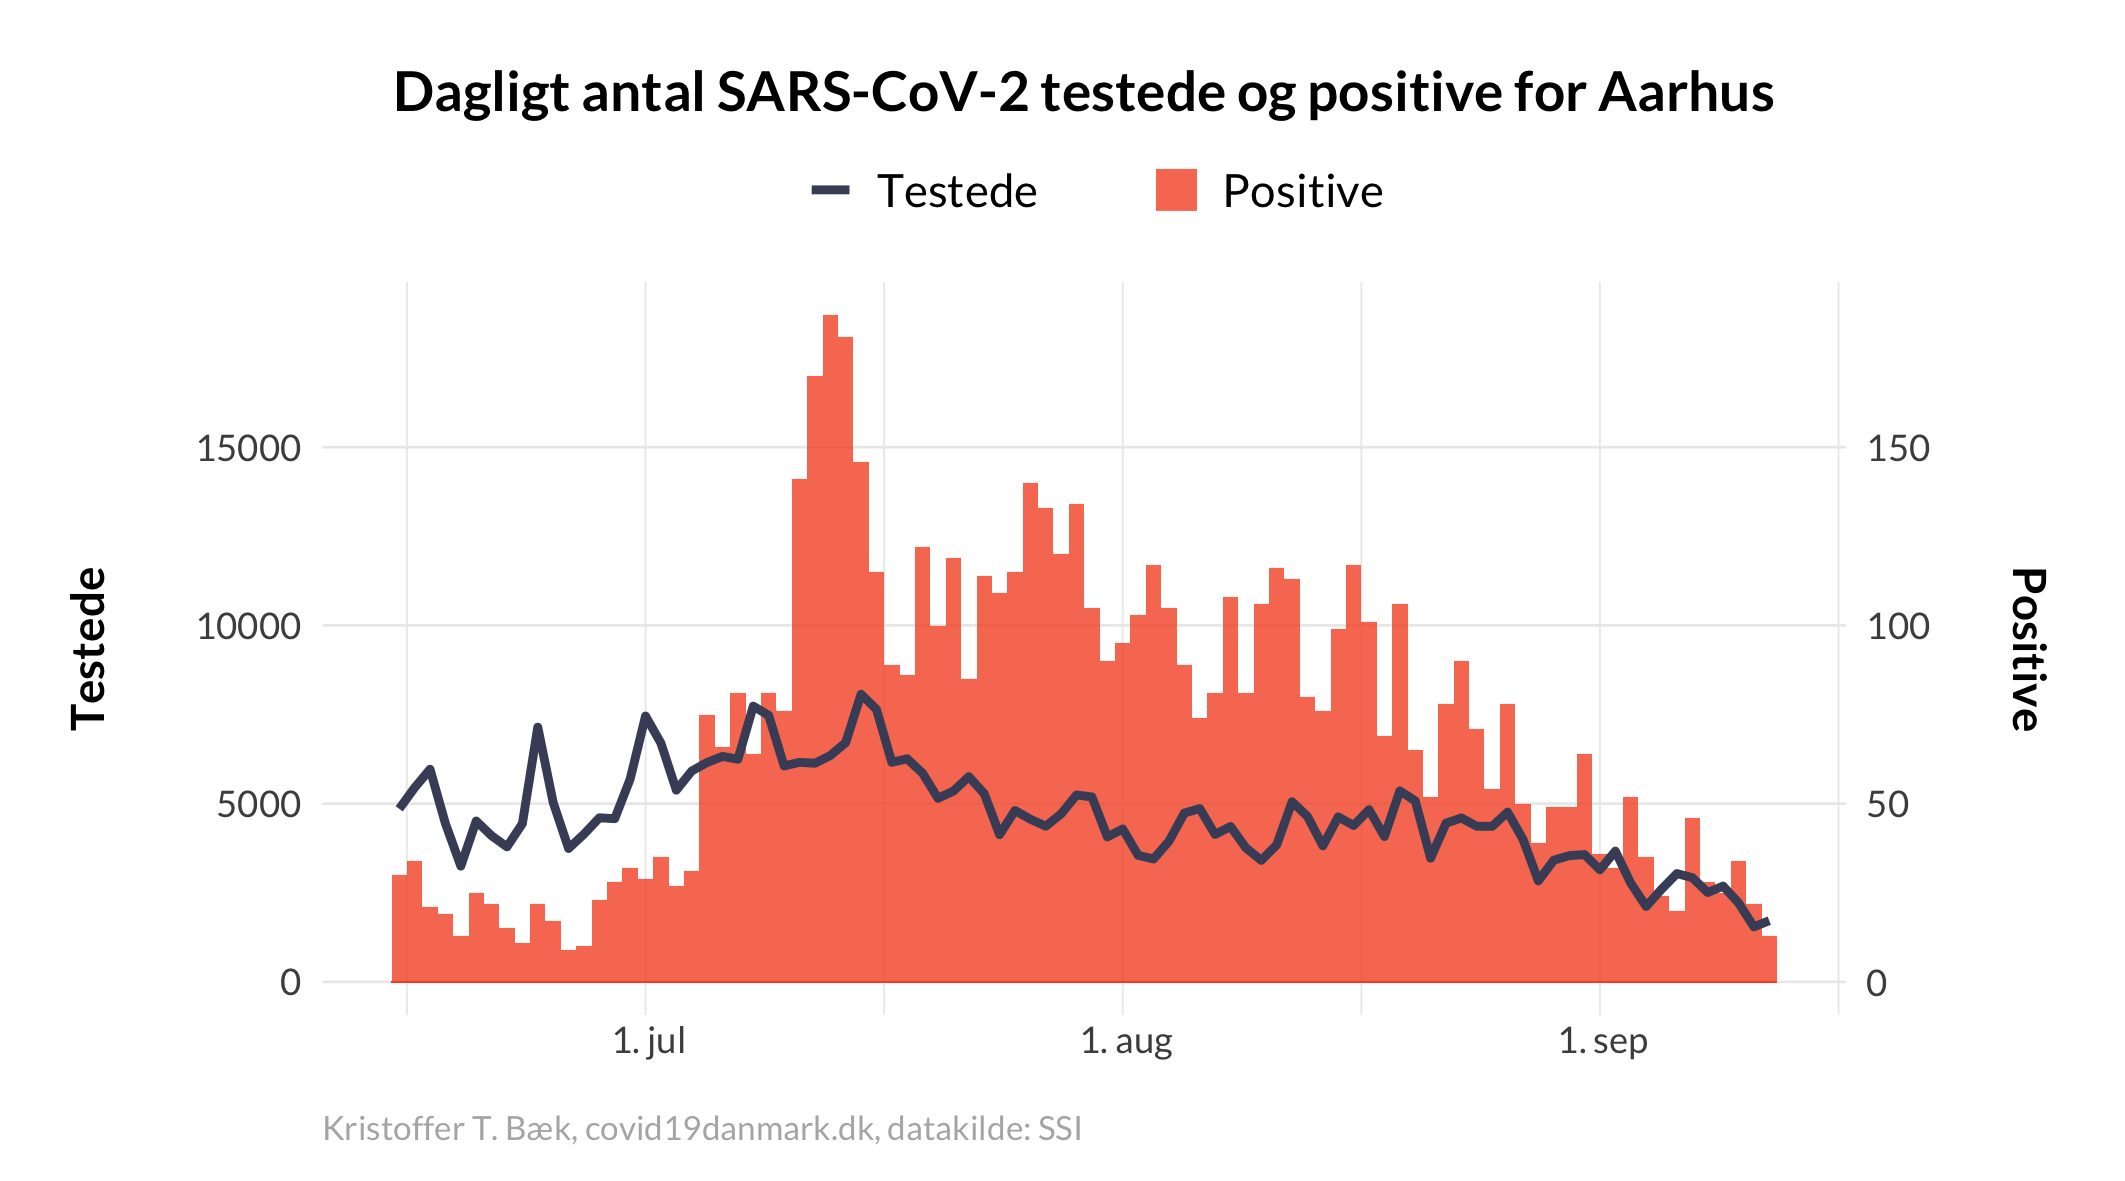 Dagligt antal SARS-CoV-2 testede og positive for Aarhus
Testede Positive
15000 150
10000 100
5000 50
0 0
Testede
Positive
1. jul 1. aug 1. sep
Kristoffer T. Bæk, covid19danmark.dk, datakilde: SSI